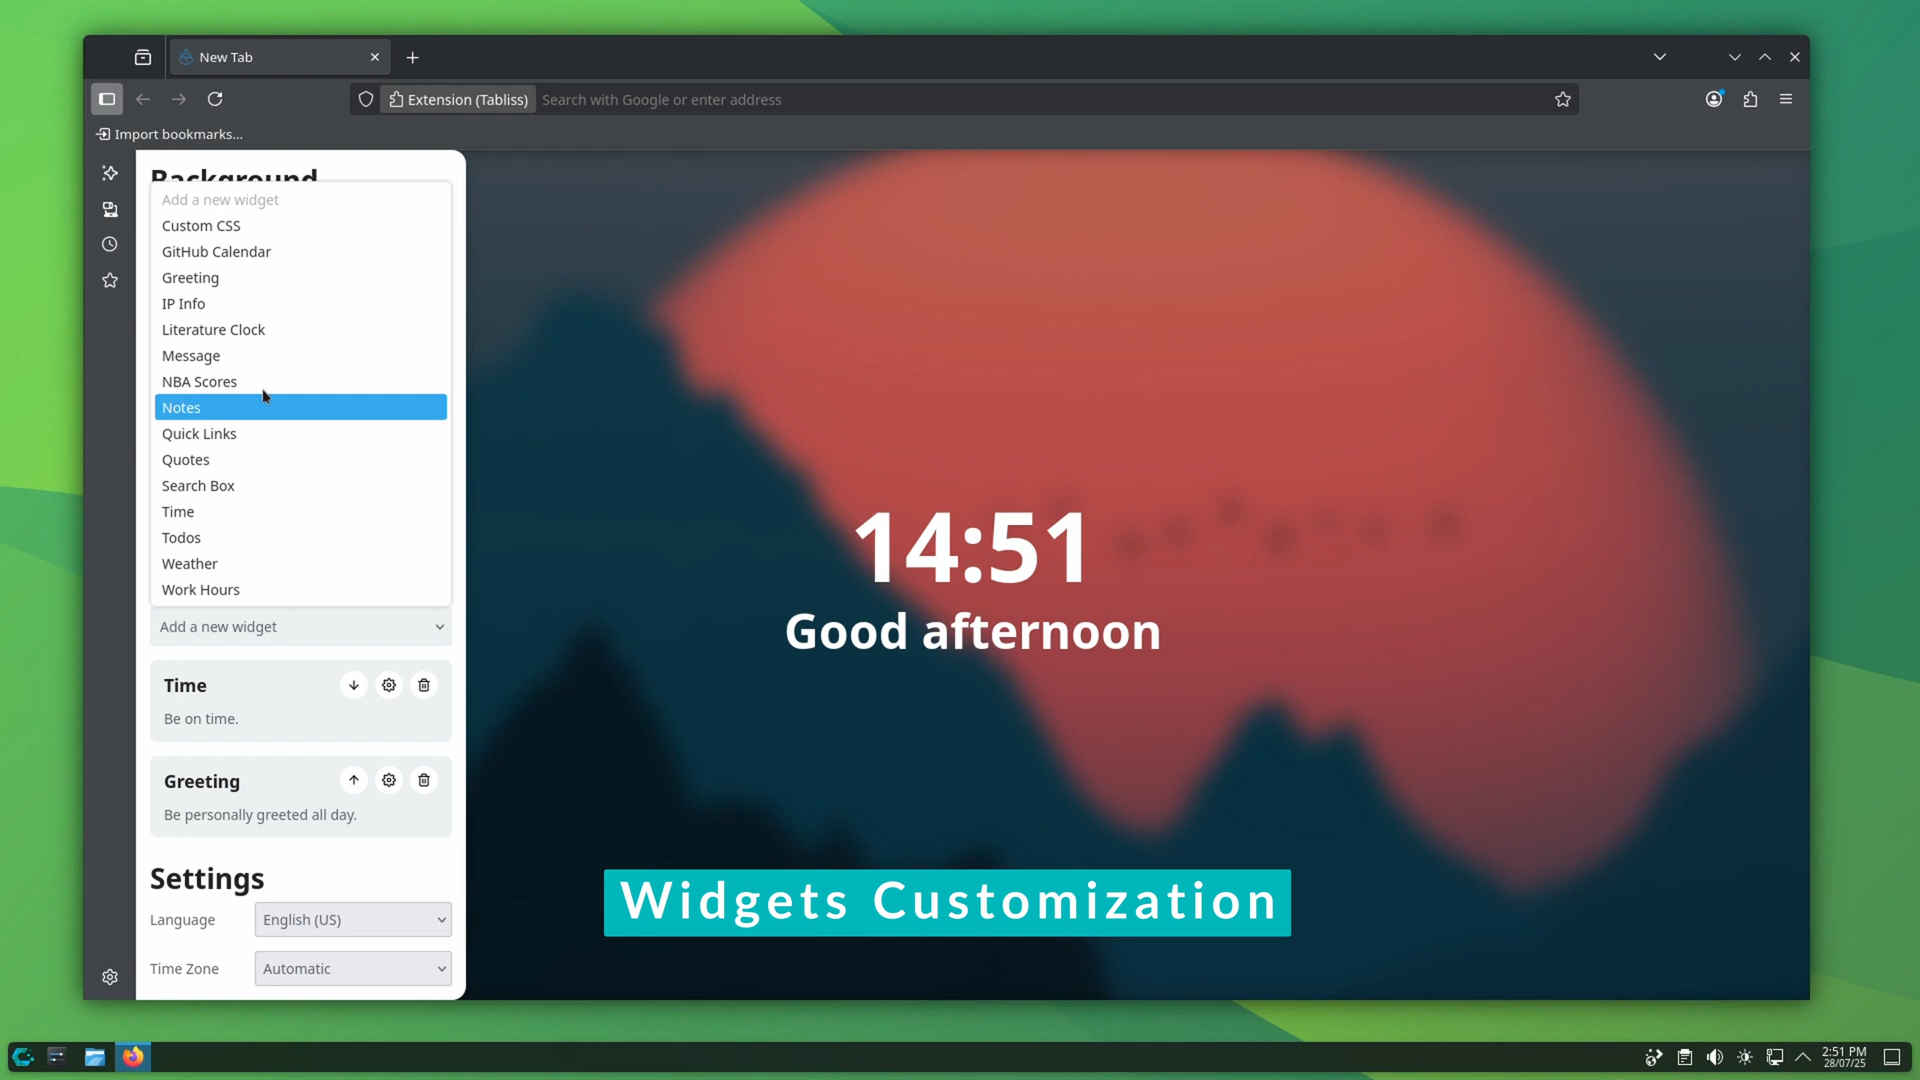 New Tab
Extension (Tabliss)
Search with Google or enter address
Import bookmarks...
Background
Add a new widget
Custom CSS
GitHub Calendar
Greeting
IP Info
Literature Clock
Message
NBA Scores
Notes
Quick Links
Quotes
Search Box
Time
Todos
Weather
Work Hours
Add a new widget
Time
Be on time.
Greeting
Be personally greeted all day.
Settings
Language
English (US)
Time Zone
Automatic
14:51
Good afternoon
Widgets Customization
2:51 PM
28/07/25